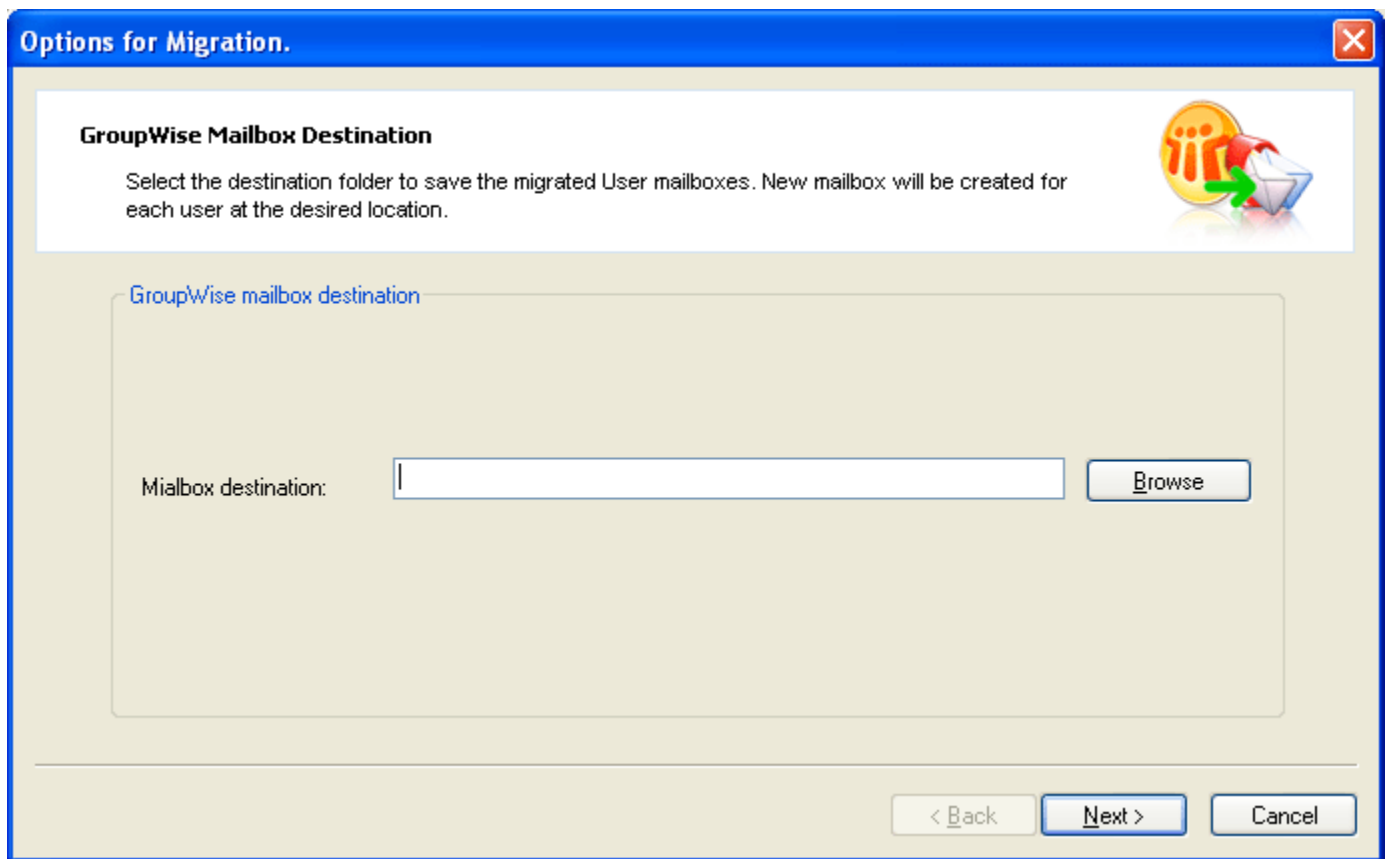 Options for Migration.
GroupWise Mailbox Destination
Select the destination folder to save the migrated User mailboxes. New mailbox will be created for
each user at the desired location.
GroupWise mailbox destination
Mialbox destination:
Browse
< Back
Next >
Cancel